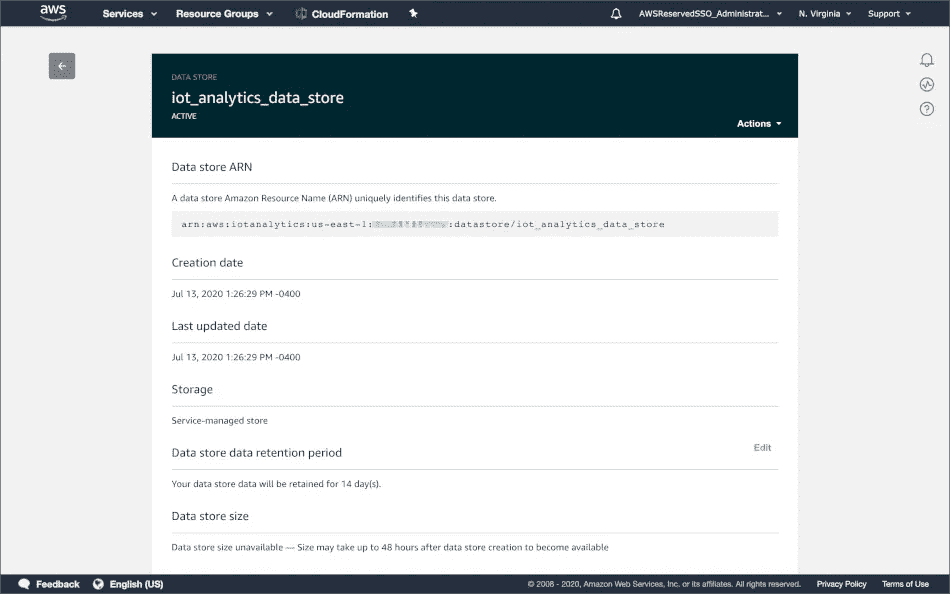 aws
Services
Resource Groups
CloudFormation
AWSReservedSSO_Administrat...
N. Virginia
Support
DATA STORE
iot_analytics_data_store
ACTIVE
Actions
Data store ARN
A data store Amazon Resource Name (ARN) uniquely identifies this data store.
arn:aws:iotanalytics:us-east-1: :datastore/iot_analytics_data_store
Creation date
Jul 13, 2020 1:26:29 PM -0400
Last updated date
Jul 13, 2020 1:26:29 PM -0400
Storage
Service-managed store
Data store data retention period
Edit
Your data store data will be retained for 14 day(s).
Data store size
Data store size unavailable — Size may take up to 48 hours after data store creation to become available
Feedback
English (US)
© 2008 - 2020, Amazon Web Services, Inc. or its affiliates. All rights reserved.
Privacy Policy
Terms of Use